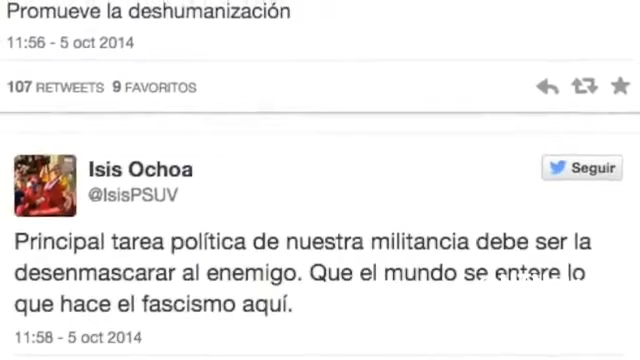 Promueve la deshumanización
11:56 - 5 oct 2014
107 RETWEETS 9 FAVORITOS
Isis Ochoa
Seguir
@IsisPSUV
Principal tarea política de nuestra militancia debe ser la
desenmascarar al enemigo. Que el mundo se entere lo
que hace el fascismo aquí.
11:58 - 5 oct 2014